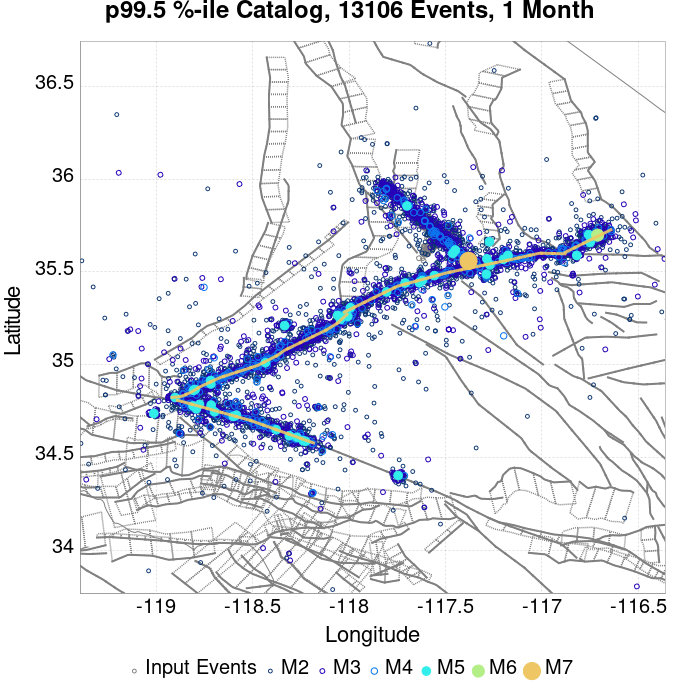 p99.5 %-ile Catalog, 13106 Events, 1 Month
36.5
36
35.5
35
34.5
34
Latitude
-119 -118.5 -118 -117.5 -117 -116.5
Longitude
Input Events M2 M3 M4 M5 M6 M7